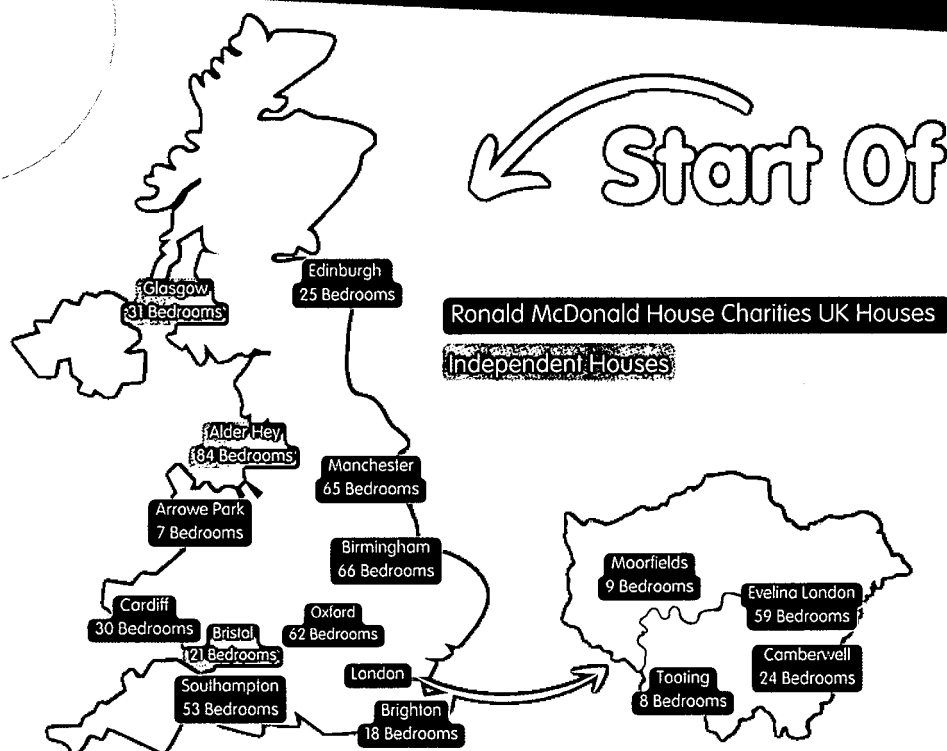 Start Of
Edinburgh
25 Bedrooms
Glasgow
31 Bedrooms
Ronald McDonald House Charities UK Houses
Independent Houses
Alder Hey
84 Bedrooms
Manchester
65 Bedrooms
Arrowe Park
7 Bedrooms
Birmingham
66 Bedrooms
Moorfields
9 Bedrooms
Evelina London
59 Bedrooms
Cardiff
30 Bedrooms
Oxford
62 Bedrooms
Bristol
21 Bedrooms
Camberwell
24 Bedrooms
London
Tooting
8 Bedrooms
Southampton
53 Bedrooms
Brighton
18 Bedrooms